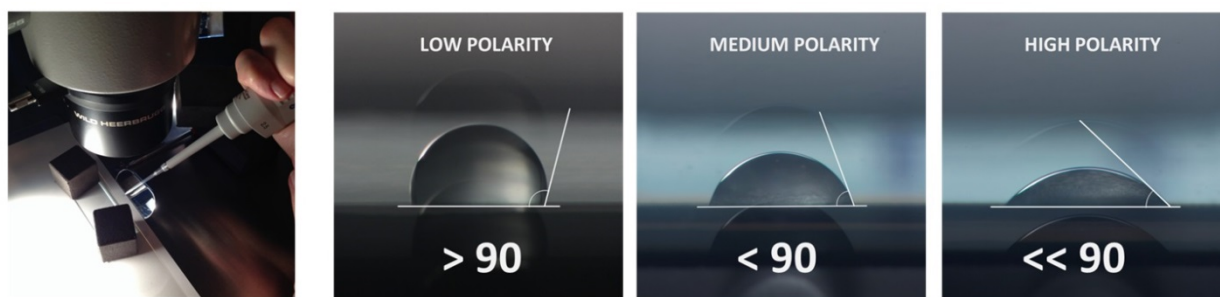 WILD HEERBRUGG
LOW POLARITY
> 90
MEDIUM POLARITY
< 90
HIGH POLARITY
<< 90